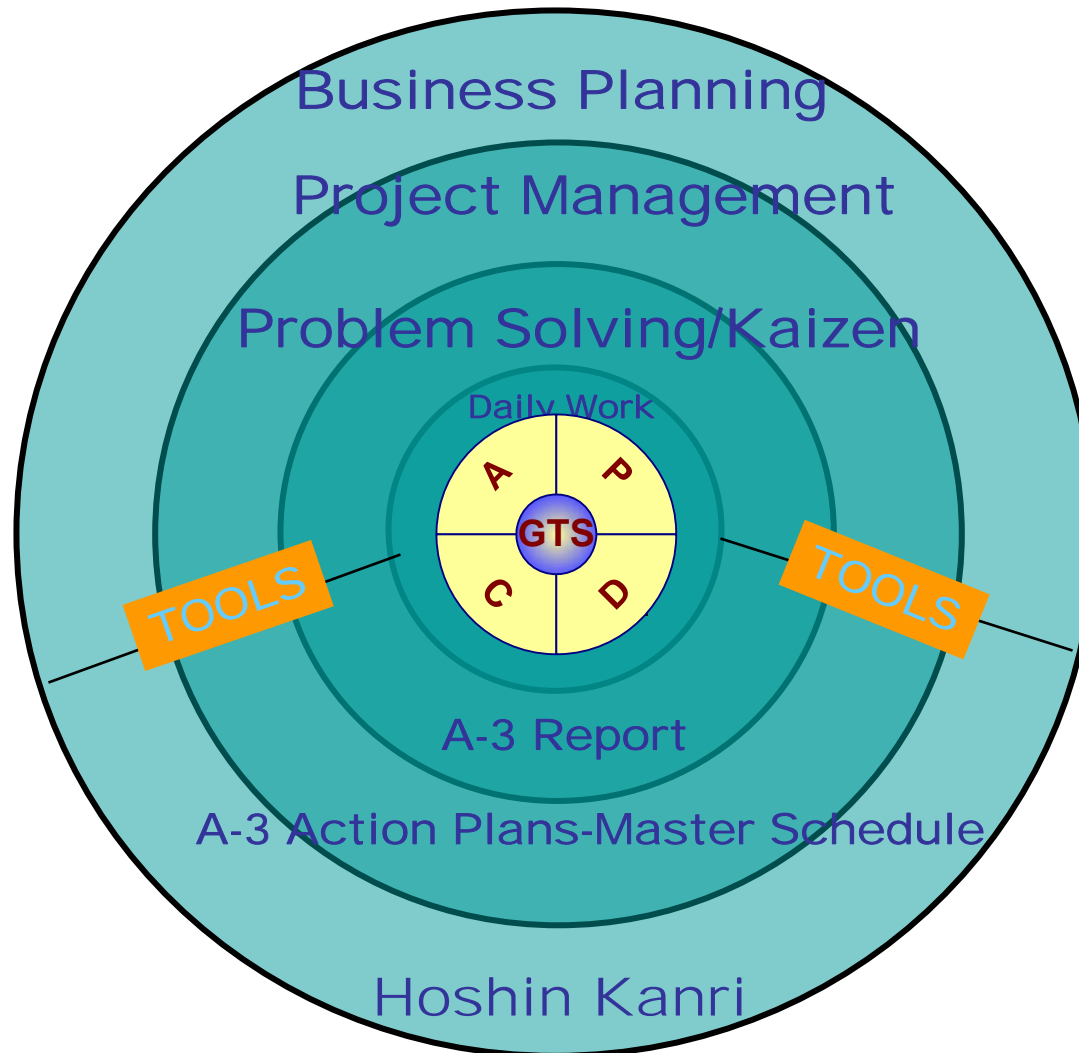 Business Planning
Project Management
Problem Solving/Kaizen
Daily Work
A
P
GTS
C
D
TOOLS
TOOLS
A-3 Report
A-3 Action Plans-Master Schedule
Hoshin Kanri